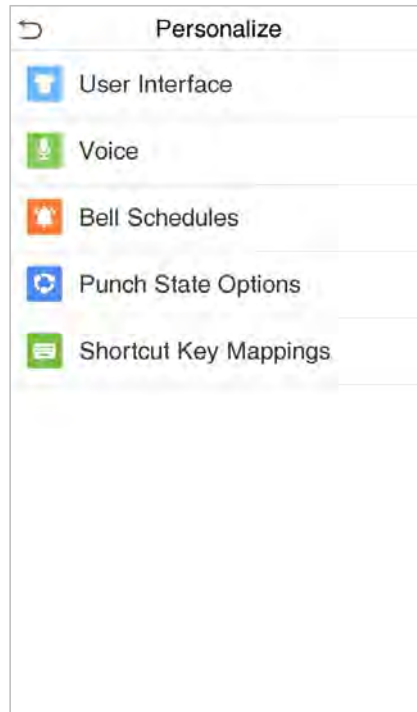 Personalize
User Interface
Voice
Bell Schedules
Punch State Options
Shortcut Key Mappings